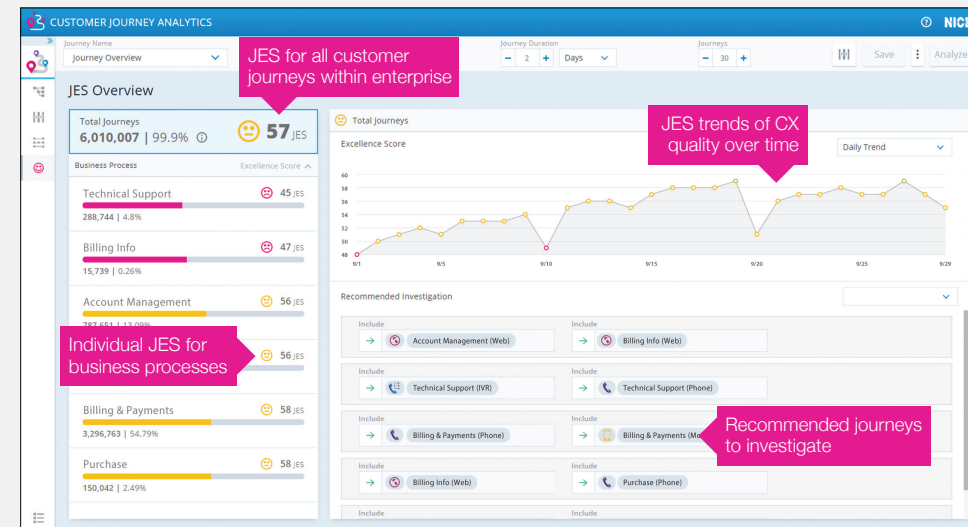 CUSTOMER JOURNEY ANALYTICS
NICE
Journey Name
Journey Overview
Journey Duration
− 2 + Days
Journeys
− 30 +
Save
Analyze
JES for all customer
journeys within enterprise
JES Overview
Total Journeys
6,010,007 | 99.9%
57 JES
Business Process
Excellence Score
Technical Support
45 JES
288,744 | 4.8%
Billing Info
47 JES
15,739 | 0.26%
Account Management
56 JES
787,651 | 13.09%
Individual JES for
business processes
56 JES
Billing & Payments
58 JES
3,296,763 | 54.79%
Purchase
58 JES
150,042 | 2.49%
Total Journeys
Excellence Score
JES trends of CX
quality over time
Daily Trend
60
58
56
54
52
50
48
9/1
9/5
9/10
9/15
9/20
9/25
9/29
Recommended Investigation
Include
Account Management (Web)
Include
Billing Info (Web)
Include
Technical Support (IVR)
Include
Technical Support (Phone)
Include
Billing & Payments (Phone)
Include
Billing & Payments
Recommended journeys
to investigate
Include
Billing Info (Web)
Include
Purchase (Phone)
Include
Include